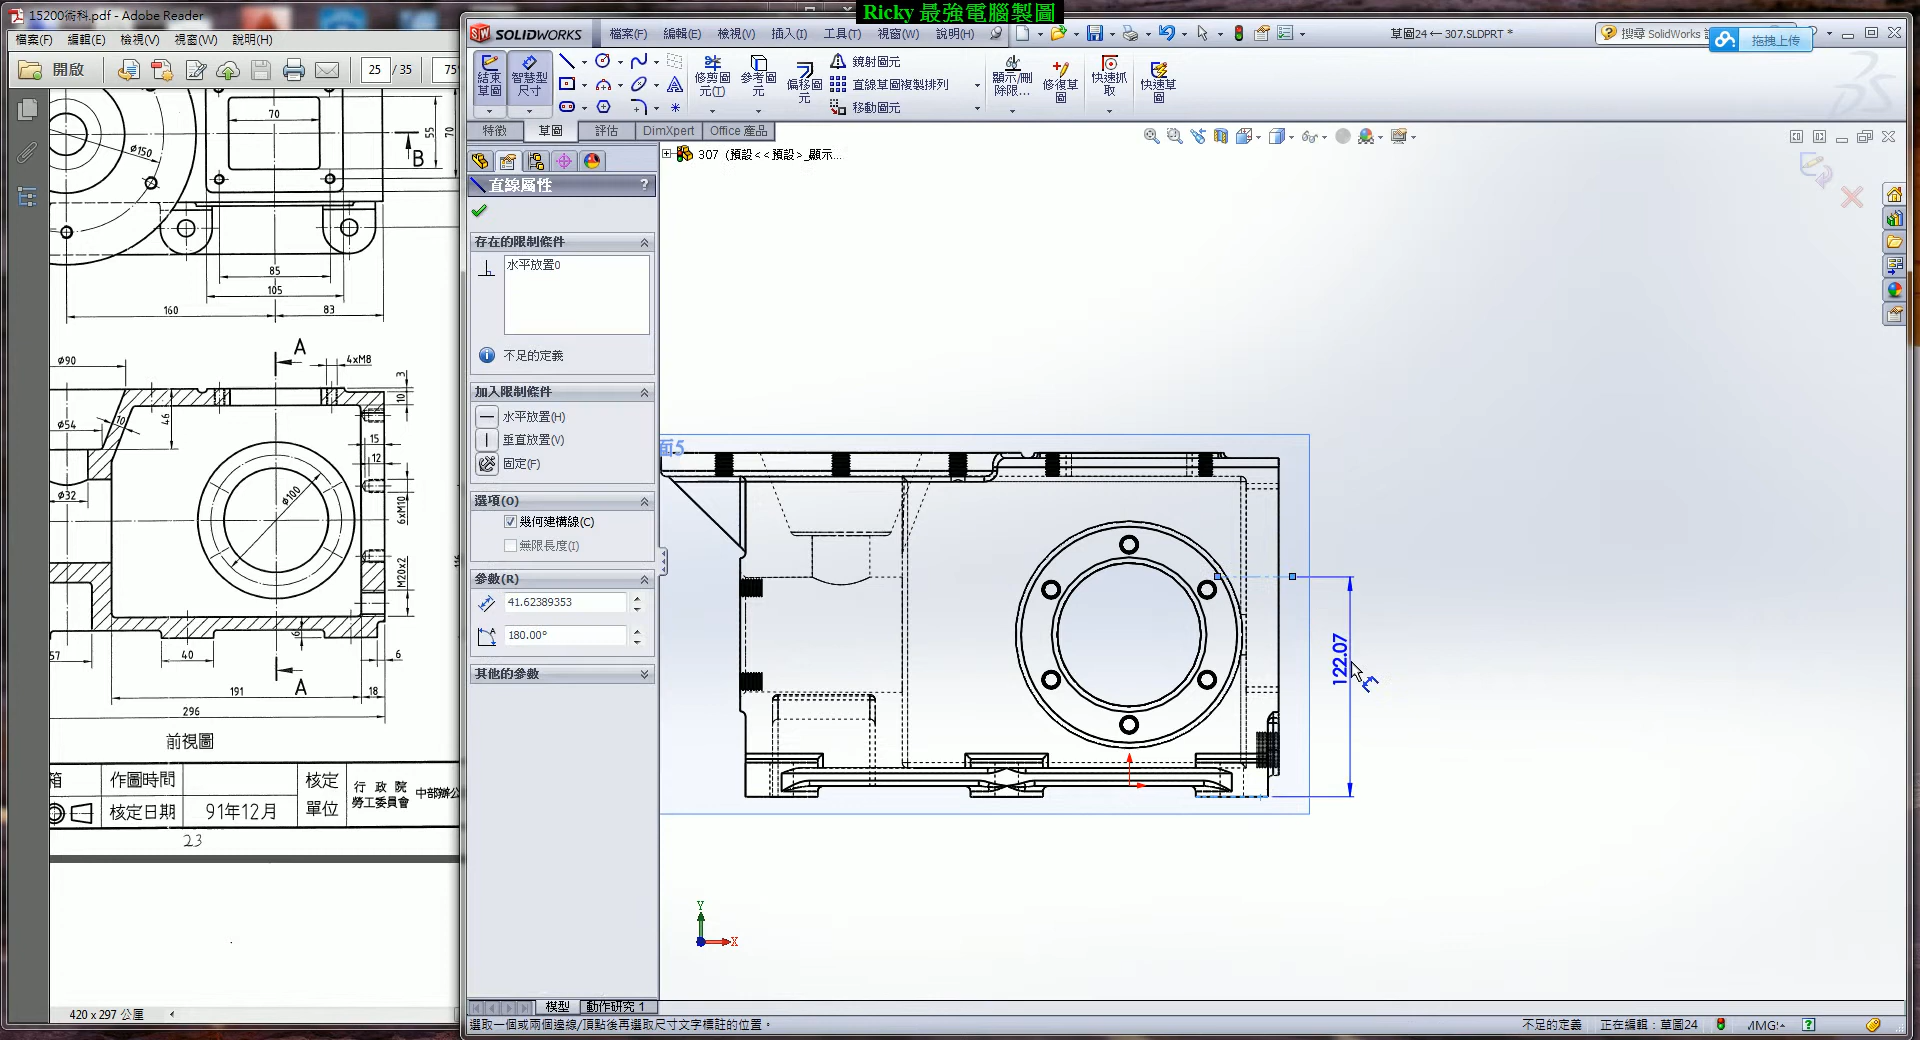 Ricky 最強電腦製圖
15200術科.pdf - Adobe Reader
檔案(F) 編輯(E) 檢視(V) 視窗(W) 說明(H)
開啟 25 / 35 75%
70
55
70
B
ϕ150
85
105
160 83
A
ϕ90
4xM8
3
10
46
10
ϕ54
15
12
ϕ32
ϕ100
6xM10
M20x2
6
57
40
6
A
191 18
296
前視圖
箱 作圖時間 核定單位 行政院勞工委員會 中部辦公
核定日期 91年12月
23
420 x 297 公厘
SOLIDWORKS 檔案(F) 編輯(E) 檢視(V) 插入(I) 工具(T) 視窗(W) 說明(H)
草圖24 ← 307.SLDPRT *
搜尋 SolidWorks
拖拽上传
結束草圖
智慧型尺寸
修剪圖元(T)
參考圖元
偏移圖元
鏡射圖元
直線草圖複製排列
移動圖元
顯示/刪除限...
修復草圖
快速抓取
快速草圖
特徵 草圖 評估 DimXpert Office 產品
307 (預設<<預設>_顯示...
直線屬性 ?
存在的限制條件
水平放置0
不足的定義
加入限制條件
水平放置(H)
垂直放置(V)
固定(F)
選項(O)
幾何建構線(C)
無限長度(I)
參數(R)
41.62389353
180.00°
其他的參數
面5
122.07
Y
X
模型 動作研究 1
選取一個或兩個邊線/頂點後再選取尺寸文字標註的位置。
不足的定義 正在編輯：草圖24